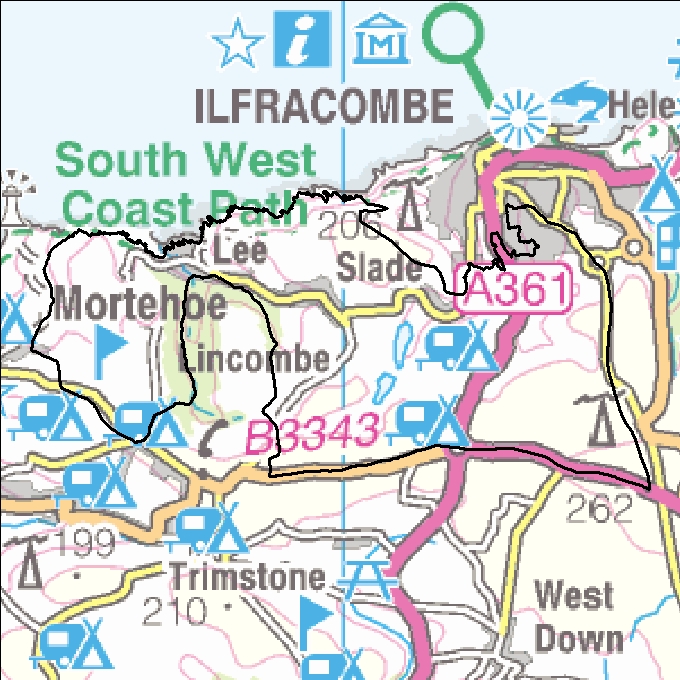 ILFRACOMBE
Hele
South West
Coast Path
206
Lee
Slade
A361
Mortehoe
Lincombe
B3343
262
199
Trimstone
210
West
Down